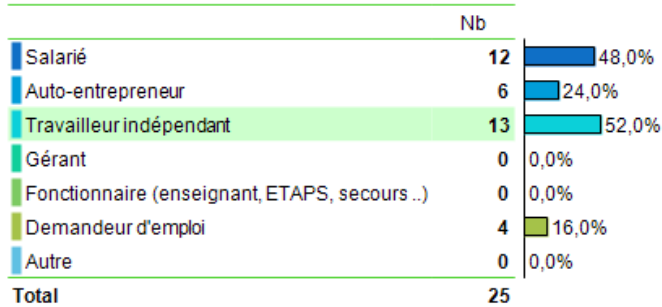 Nb
Salarié 12 48,0%
Auto-entrepreneur 6 24,0%
Travailleur indépendant 13 52,0%
Gérant 0 0,0%
Fonctionnaire (enseignant, ETAPS, secours ..) 0 0,0%
Demandeur d'emploi 4 16,0%
Autre 0 0,0%
Total 25